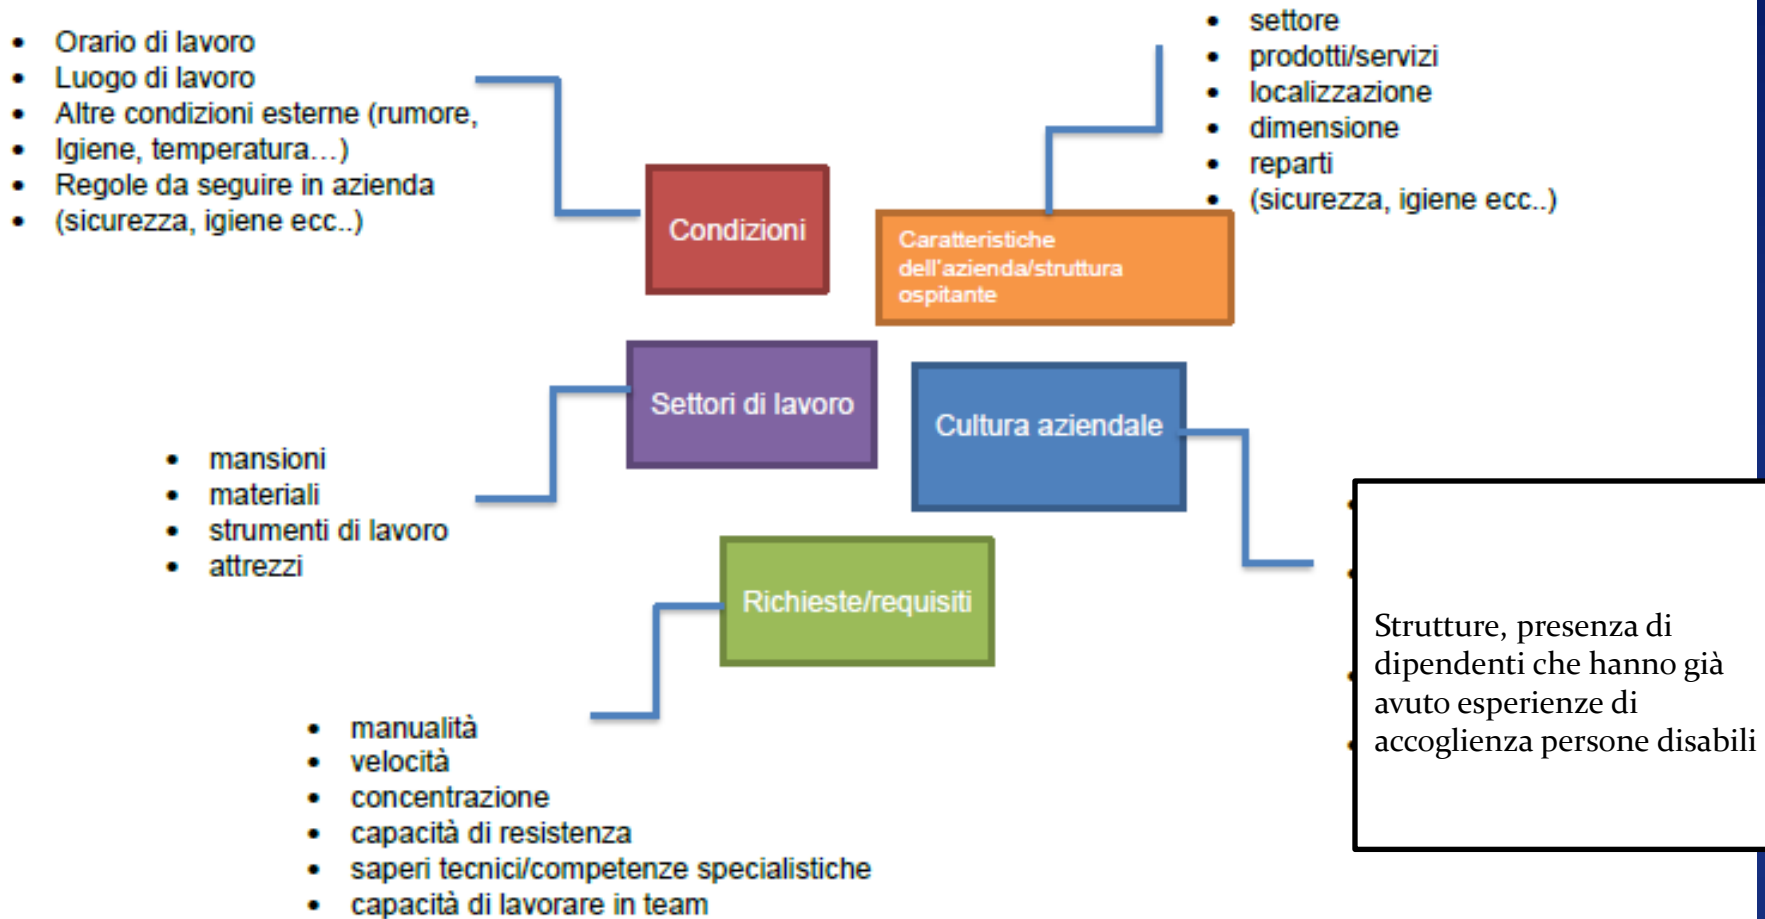 • Orario di lavoro
• Luogo di lavoro
• Altre condizioni esterne (rumore,
• Igiene, temperatura…)
• Regole da seguire in azienda
• (sicurezza, igiene ecc..)
Condizioni
• settore
• prodotti/servizi
• localizzazione
• dimensione
• reparti
• (sicurezza, igiene ecc..)
Caratteristiche
dell'azienda/struttura
ospitante
Settori di lavoro
• mansioni
• materiali
• strumenti di lavoro
• attrezzi
Cultura aziendale
Strutture, presenza di
dipendenti che hanno già
avuto esperienze di
accoglienza persone disabili
Richieste/requisiti
• manualità
• velocità
• concentrazione
• capacità di resistenza
• saperi tecnici/competenze specialistiche
• capacità di lavorare in team